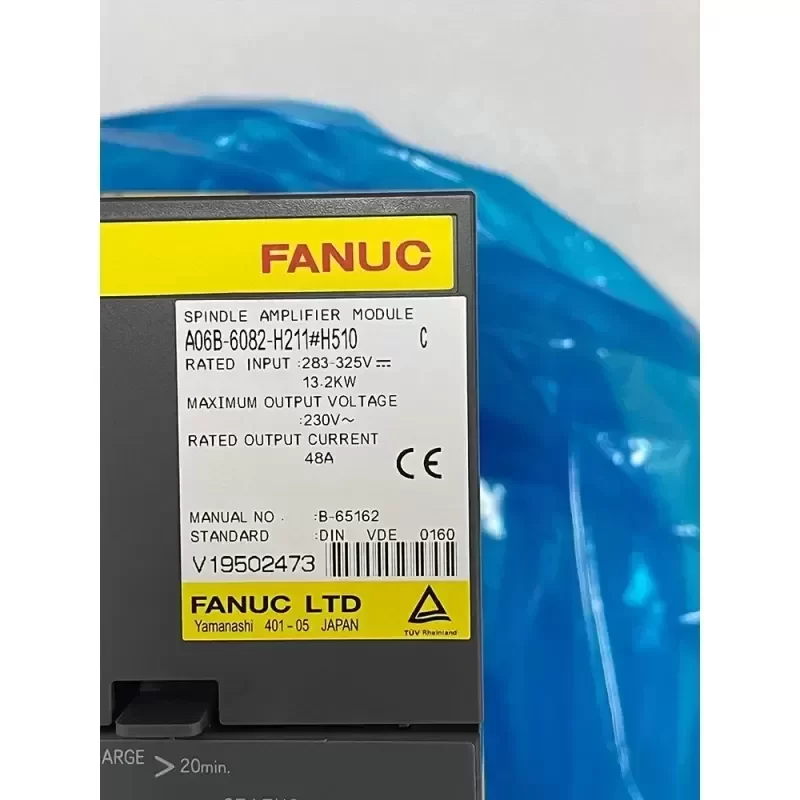 FANUC
SPINDLE AMPLIFIER MODULE
A06B-6082-H211#H510 C
RATED INPUT :283-325V⎓
13.2KW
MAXIMUM OUTPUT VOLTAGE
:230V~
RATED OUTPUT CURRENT
48A
CE
MANUAL NO. :B-65162
STANDARD :DIN VDE 0160
V19502473
FANUC LTD
Yamanashi 401-05 JAPAN
TÜV Rheinland
ARGE > 20min.